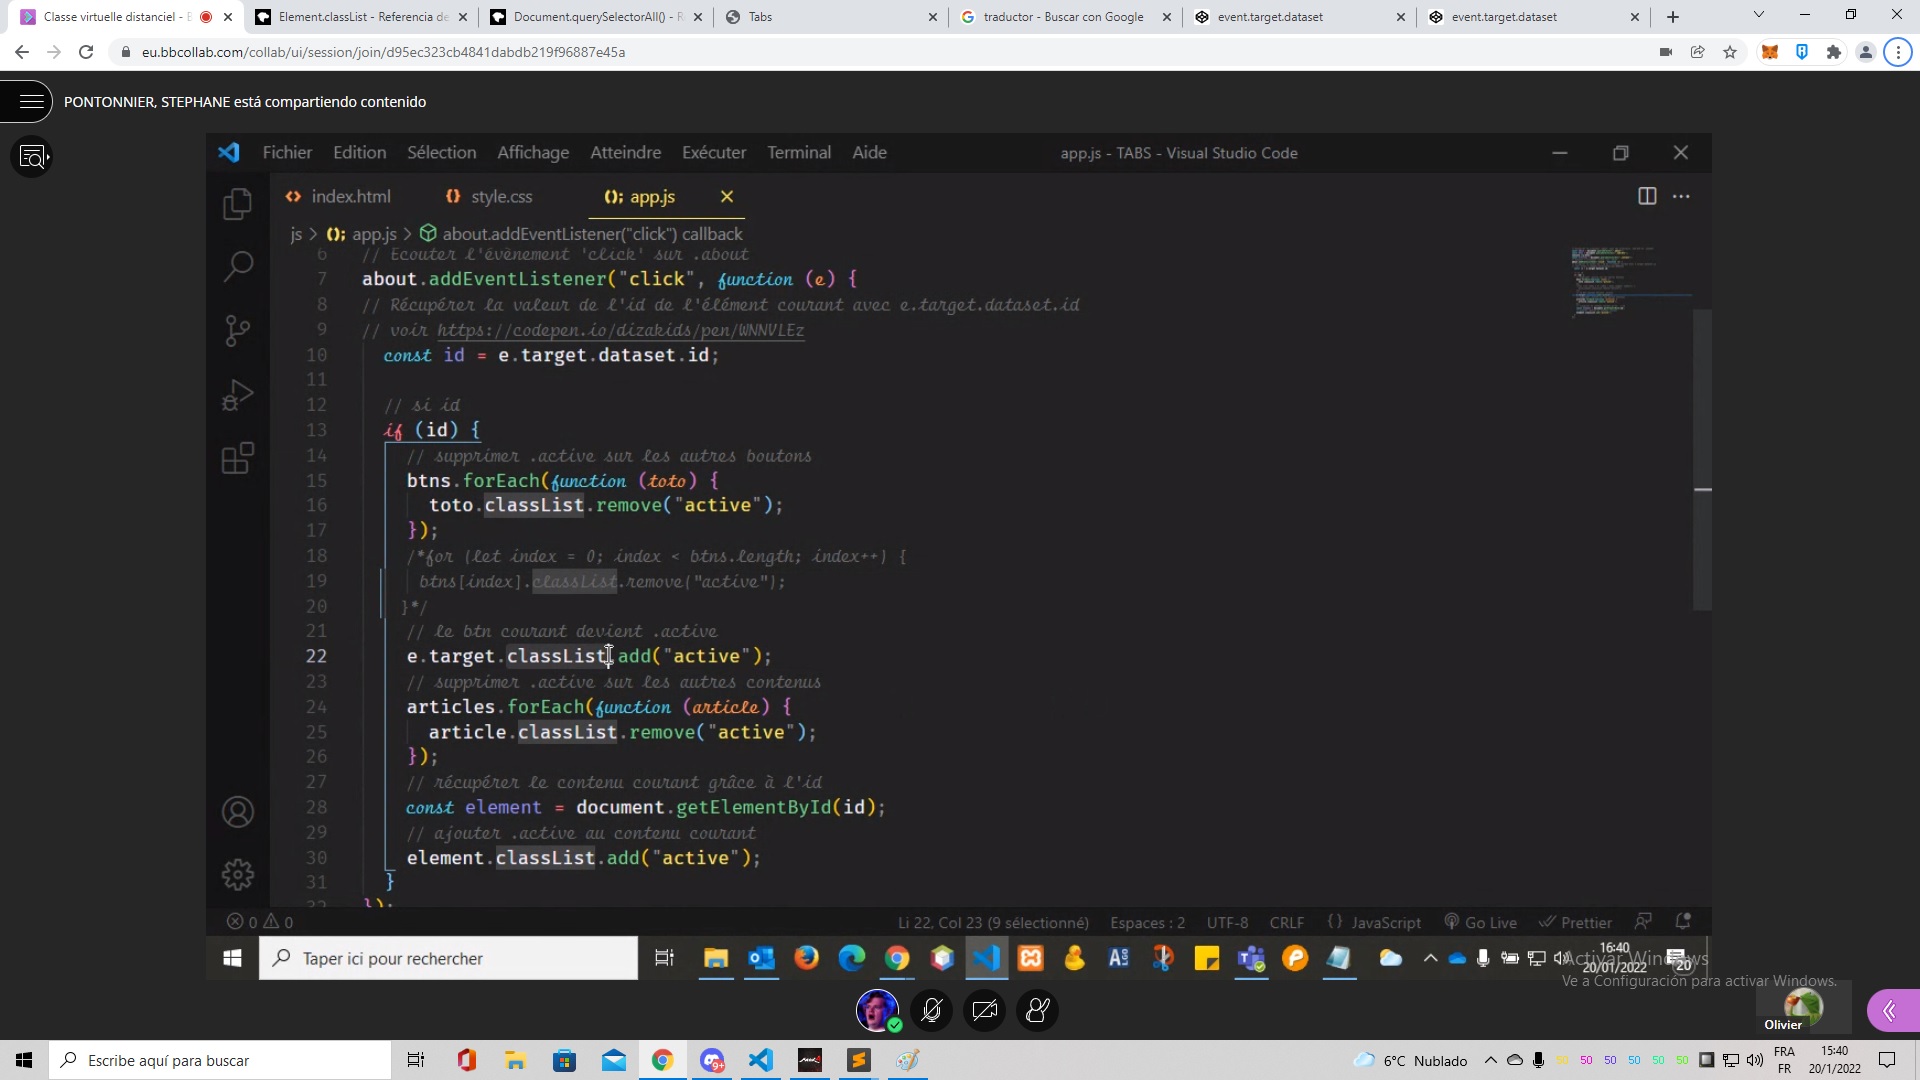 Classe virtuelle distanciel - E
Element.classList - Referencia de
Document.querySelectorAll() - R
Tabs
traductor - Buscar con Google
event.target.dataset
event.target.dataset
eu.bbcollab.com/collab/ui/session/join/d95ec323cb4841dabdb219f96887e45a
PONTONNIER, STEPHANE está compartiendo contenido
Fichier Edition Sélection Affichage Atteindre Exécuter Terminal Aide
app.js - TABS - Visual Studio Code
index.html style.css app.js
js > app.js > about.addEventListener("click") callback
6 // Ecouter l'évènement 'click' sur .about
7 about.addEventListener("click", function (e) {
8 // Récupérer la valeur de l'id de l'élément courant avec e.target.dataset.id
9 // voir https://codepen.io/dizakids/pen/WNNVLEz
10 const id = e.target.dataset.id;
11
12 // si id
13 if (id) {
14 // supprimer .active sur les autres boutons
15 btns.forEach(function (toto) {
16 toto.classList.remove("active");
17 });
18 /*for (let index = 0; index < btns.length; index++) {
19 btns[index].classList.remove("active");
20 }*/
21 // le btn courant devient .active
22 e.target.classList.add("active");
23 // supprimer .active sur les autres contenus
24 articles.forEach(function (article) {
25 article.classList.remove("active");
26 });
27 // récupérer le contenu courant grâce à l'id
28 const element = document.getElementById(id);
29 // ajouter .active au contenu courant
30 element.classList.add("active");
31 }
32 });
0 0
Li 22, Col 23 (9 sélectionné) Espaces : 2 UTF-8 CRLF {} JavaScript Go Live Prettier
Taper ici pour rechercher
16:40
20/01/2022
20
Activar Windows
Ve a Configuración para activar Windows.
Olivier
Escribe aquí para buscar
9+
6°C Nublado
50 50 50 50 50 50
FRA
FR
15:40
20/1/2022